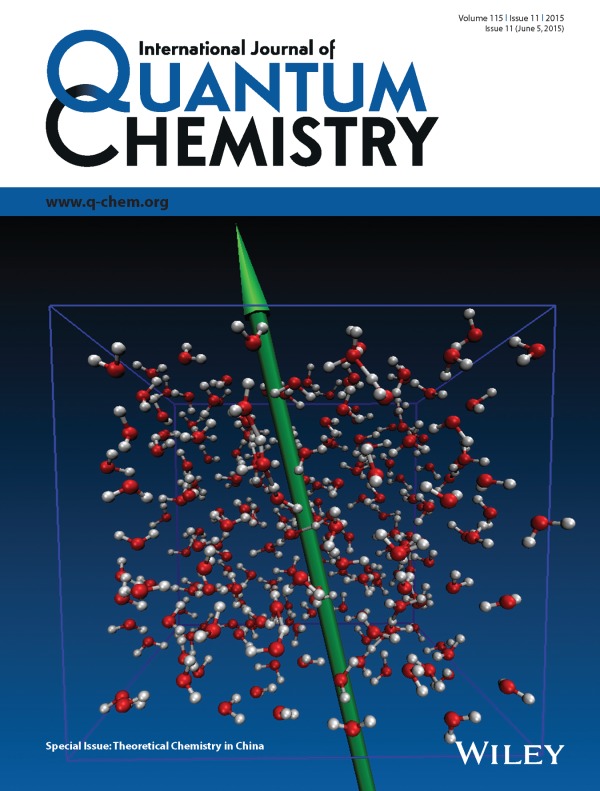 Volume 115 | Issue 11 | 2015
Issue 11 (June 5, 2015)
International Journal of
QUANTUM
CHEMISTRY
www.q-chem.org
Special Issue: Theoretical Chemistry in China
WILEY